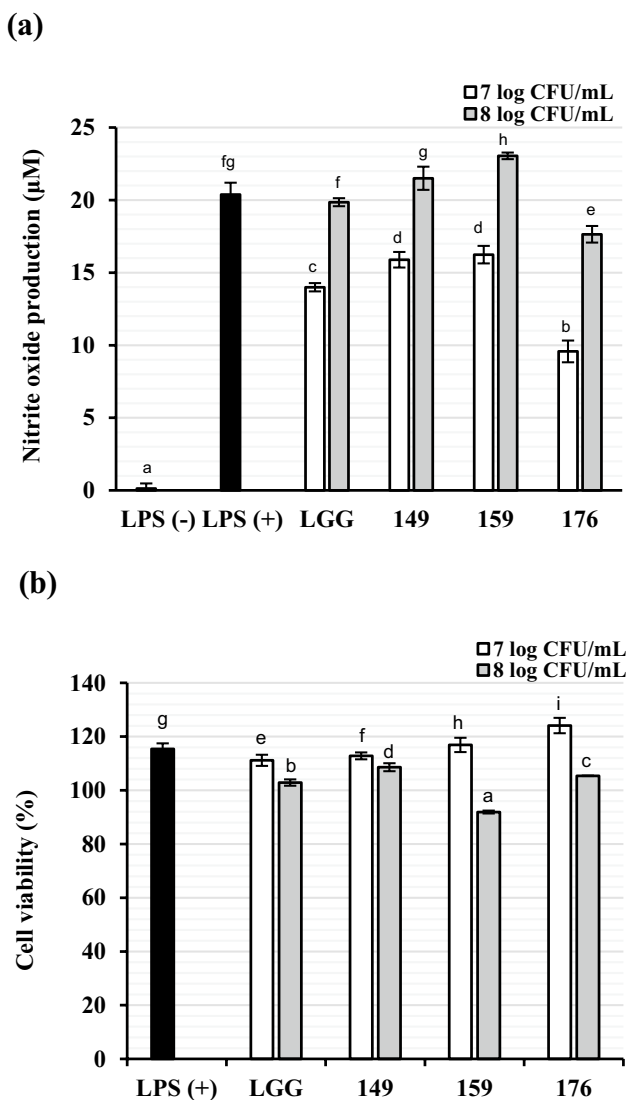 (a)
7 log CFU/mL
8 log CFU/mL
Nitrite oxide production (µM)
25
20
15
10
5
0
a
fg
c
f
d
g
d
h
b
e
LPS (-) LPS (+) LGG 149 159 176
(b)
7 log CFU/mL
8 log CFU/mL
Cell viability (%)
140
120
100
80
60
40
20
0
g
e
b
f
d
h
a
i
c
LPS (+) LGG 149 159 176